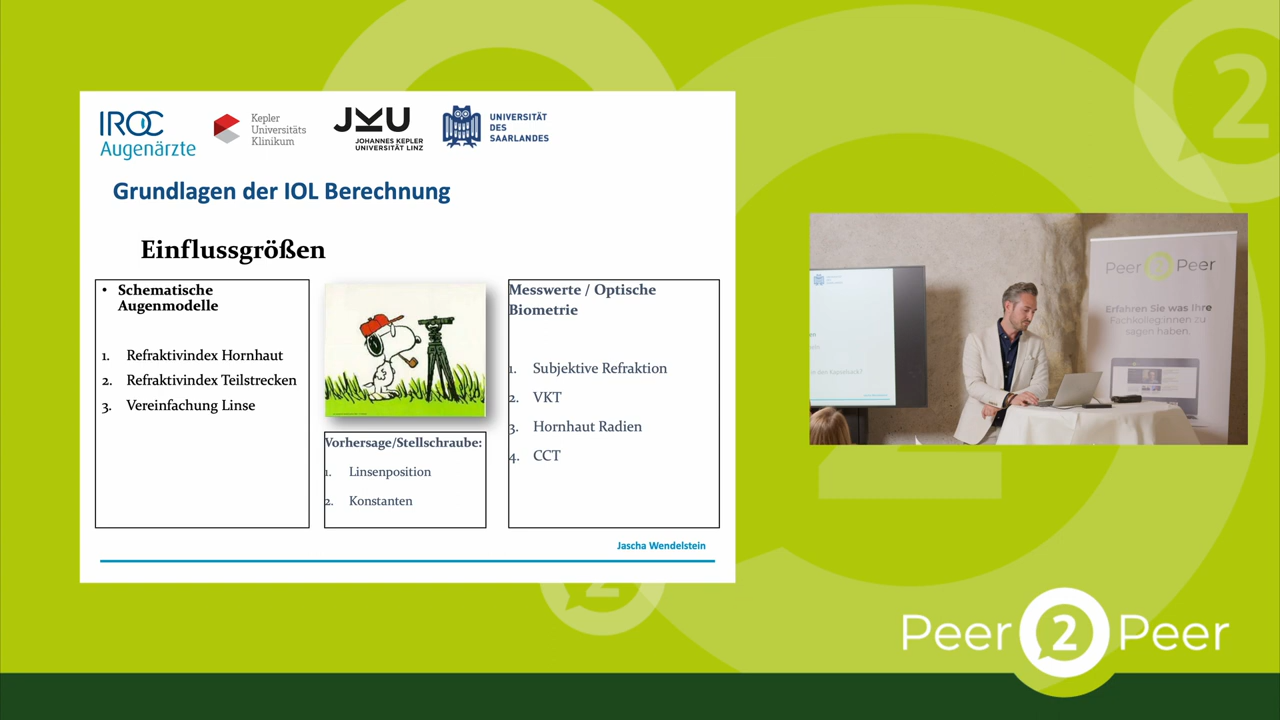 IROC
Augenärzte
Kepler
Universitäts
Klinikum
JKU
JOHANNES KEPLER
UNIVERSITÄT LINZ
UNIVERSITÄT
DES
SAARLANDES
Grundlagen der IOL Berechnung
Einflussgrößen
• Schematische
Augenmodelle
1. Refraktivindex Hornhaut
2. Refraktivindex Teilstrecken
3. Vereinfachung Linse
Vorhersage/Stellschraube:
1. Linsenposition
2. Konstanten
Messwerte / Optische
Biometrie
1. Subjektive Refraktion
2. VKT
3. Hornhaut Radien
4. CCT
Jascha Wendelstein
Peer 2 Peer
Erfahren Sie was Ihre
Fachkolleg:innen zu
sagen haben.
2
2
Peer 2 Peer